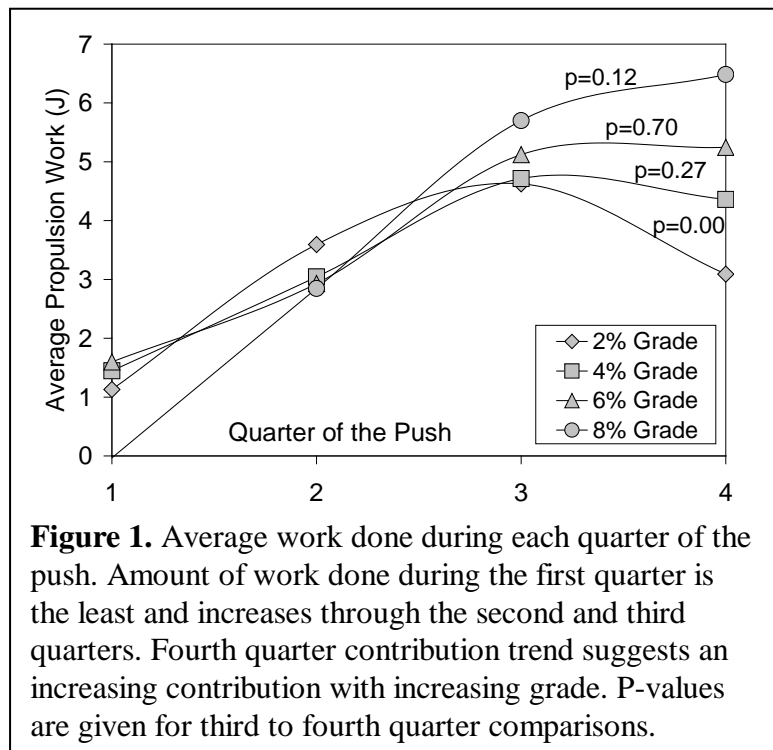 7
6
5
4
3
2
1
0
Average Propulsion Work (J)
p=0.12
p=0.70
p=0.27
p=0.00
2% Grade
4% Grade
6% Grade
8% Grade
Quarter of the Push
1 2 3 4
Figure 1. Average work done during each quarter of the
push. Amount of work done during the first quarter is
the least and increases through the second and third
quarters. Fourth quarter contribution trend suggests an
increasing contribution with increasing grade. P-values
are given for third to fourth quarter comparisons.